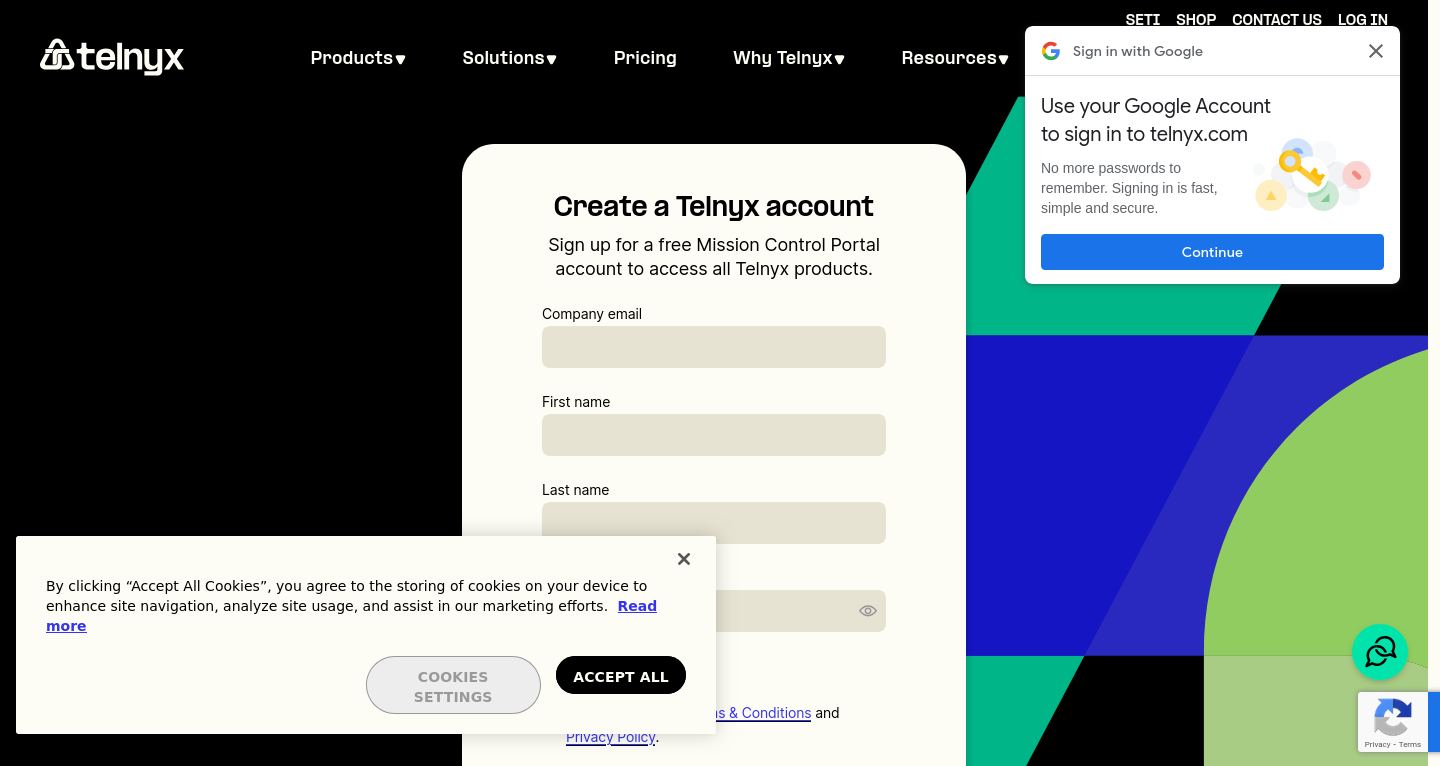 SETI SHOP CONTACT US LOG IN
telnyx
Products Solutions Pricing Why Telnyx Resources
Sign in with Google
Use your Google Account
to sign in to telnyx.com
No more passwords to
remember. Signing in is fast,
simple and secure.
Continue
Create a Telnyx account
Sign up for a free Mission Control Portal
account to access all Telnyx products.
Company email
First name
Last name
By clicking “Accept All Cookies”, you agree to the storing of cookies on your device to
enhance site navigation, analyze site usage, and assist in our marketing efforts. Read
more
COOKIES
SETTINGS
ACCEPT ALL
& Conditions and
Privacy Policy.
Privacy - Terms